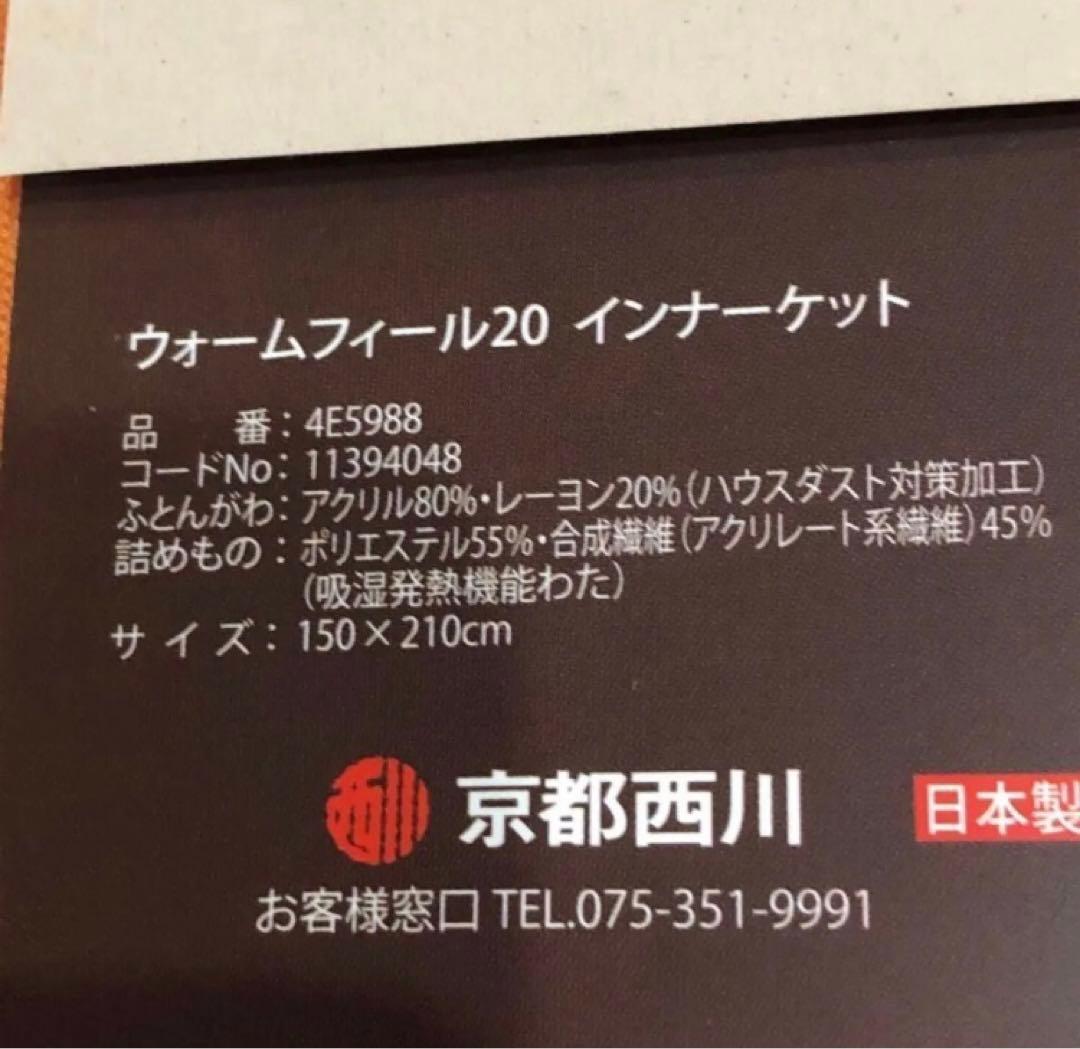 ウォームフィール20 インナーケット
品　　番：4E5988
コードNo：11394048
ふとんがわ：アクリル80%・レーヨン20%（ハウスダスト対策加工）
詰めもの：ポリエステル55%・合成繊維（アクリレート系繊維）45%
（吸湿発熱機能わた）
サ イ ズ：150×210cm
西川 京都西川 日本製
お客様窓口 TEL.075-351-9991